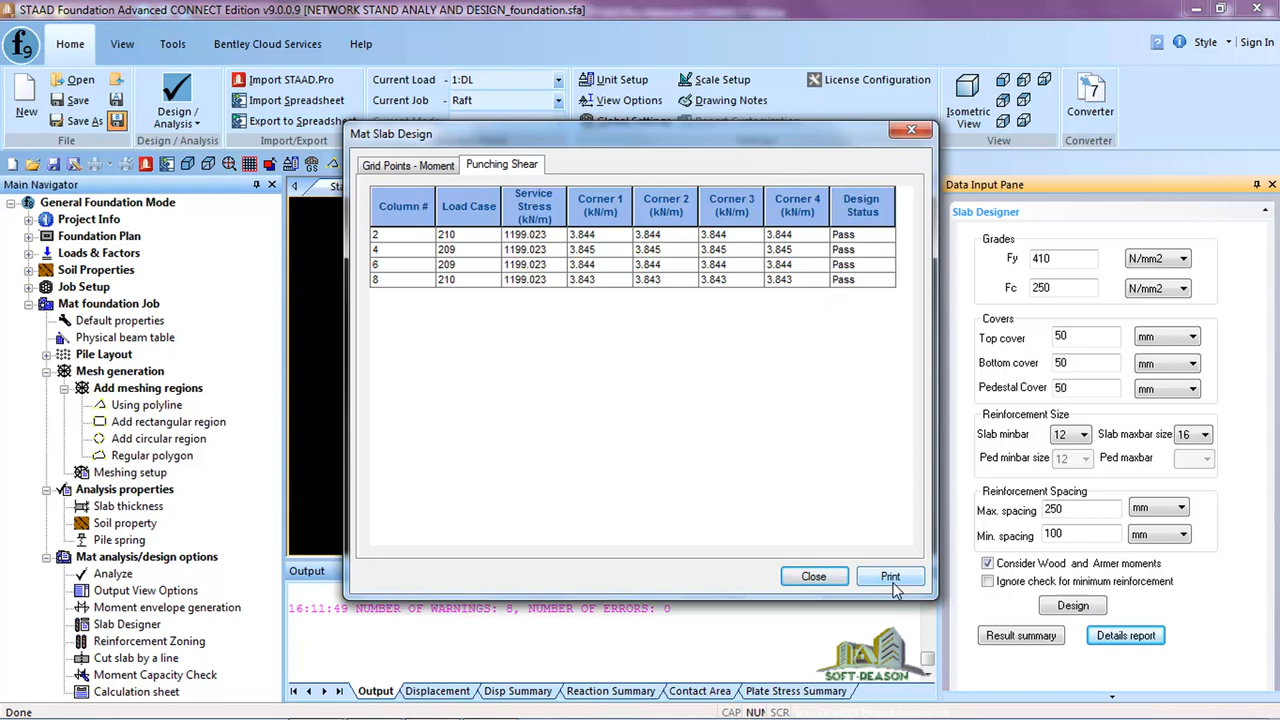 STAAD Foundation Advanced CONNECT Edition v9.0.0.9 [NETWORK STAND ANALY AND DESIGN_foundation.sfa]
Home View Tools Bentley Cloud Services Help Style Sign In
New
Open
Save
Save As
File
Design / Analysis
Design / Analysis
Import STAAD.Pro
Import Spreadsheet
Export to Spreadshe
Import/Export
Current Load 1:DL
Current Job Raft
Unit Setup
View Options
Scale Setup
Drawing Notes
License Configuration
Isometric View
View
Converter
Converter
Main Navigator
General Foundation Mode
Project Info
Foundation Plan
Loads & Factors
Soil Properties
Job Setup
Mat foundation Job
Default properties
Physical beam table
Pile Layout
Mesh generation
Add meshing regions
Using polyline
Add rectangular region
Add circular region
Regular polygon
Meshing setup
Analysis properties
Slab thickness
Soil property
Pile spring
Mat analysis/design options
Analyze
Output View Options
Moment envelope generation
Slab Designer
Reinforcement Zoning
Cut slab by a line
Moment Capacity Check
Calculation sheet
Mat Slab Design
Grid Points - Moment Punching Shear
Column # Load Case Service Stress (kN/m) Corner 1 (kN/m) Corner 2 (kN/m) Corner 3 (kN/m) Corner 4 (kN/m) Design Status
2 210 1199.023 3.844 3.844 3.844 3.844 Pass
4 209 1199.023 3.845 3.845 3.845 3.845 Pass
6 209 1199.023 3.844 3.844 3.844 3.844 Pass
8 210 1199.023 3.843 3.843 3.843 3.843 Pass
Close Print
Output
16:11:49 NUMBER OF WARNINGS: 8, NUMBER OF ERRORS: 0
SOFT-REASON
Output Displacement Disp Summary Reaction Summary Contact Area Plate Stress Summary
Data Input Pane
Slab Designer
Grades
Fy 410 N/mm2
Fc 250 N/mm2
Covers
Top cover 50 mm
Bottom cover 50 mm
Pedestal Cover 50 mm
Reinforcement Size
Slab minbar 12 Slab maxbar size 16
Ped minbar size 12 Ped maxbar
Reinforcement Spacing
Max. spacing 250 mm
Min. spacing 100 mm
Consider Wood and Armer moments
Ignore check for minimum reinforcement
Design
Result summary Details report
Done CAP NUM SCR